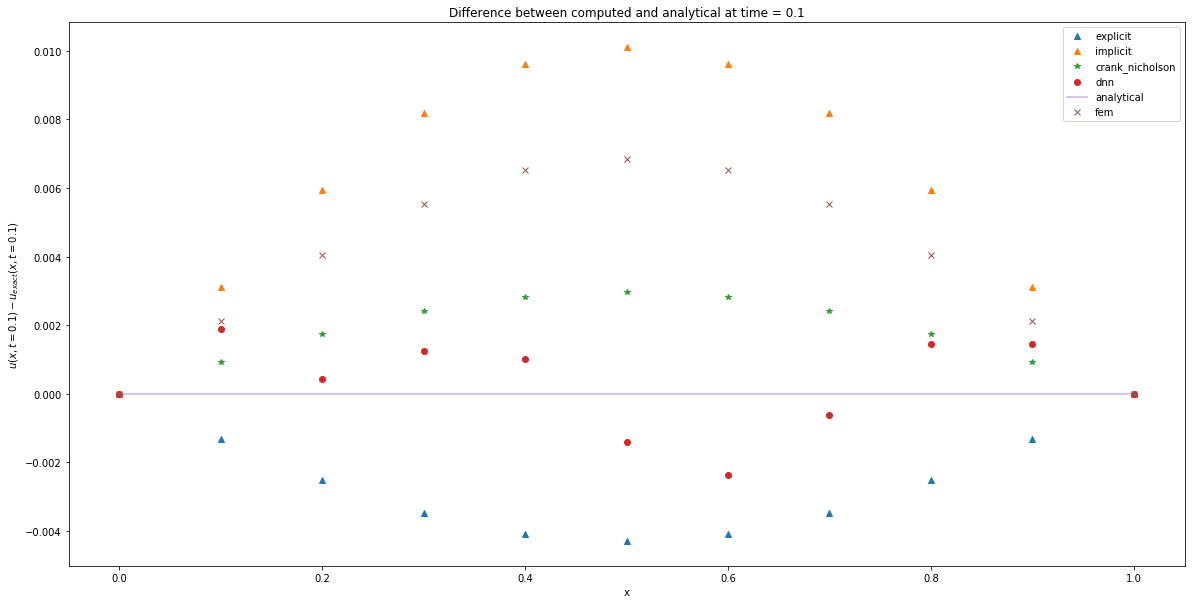 Difference between computed and analytical at time = 0.1
explicit
implicit
crank_nicholson
dnn
analytical
fem
0.010
0.008
0.006
0.004
0.002
0.000
−0.002
−0.004
u(x, t = 0.1) − u_exact(x, t = 0.1)
0.0 0.2 0.4 0.6 0.8 1.0
x